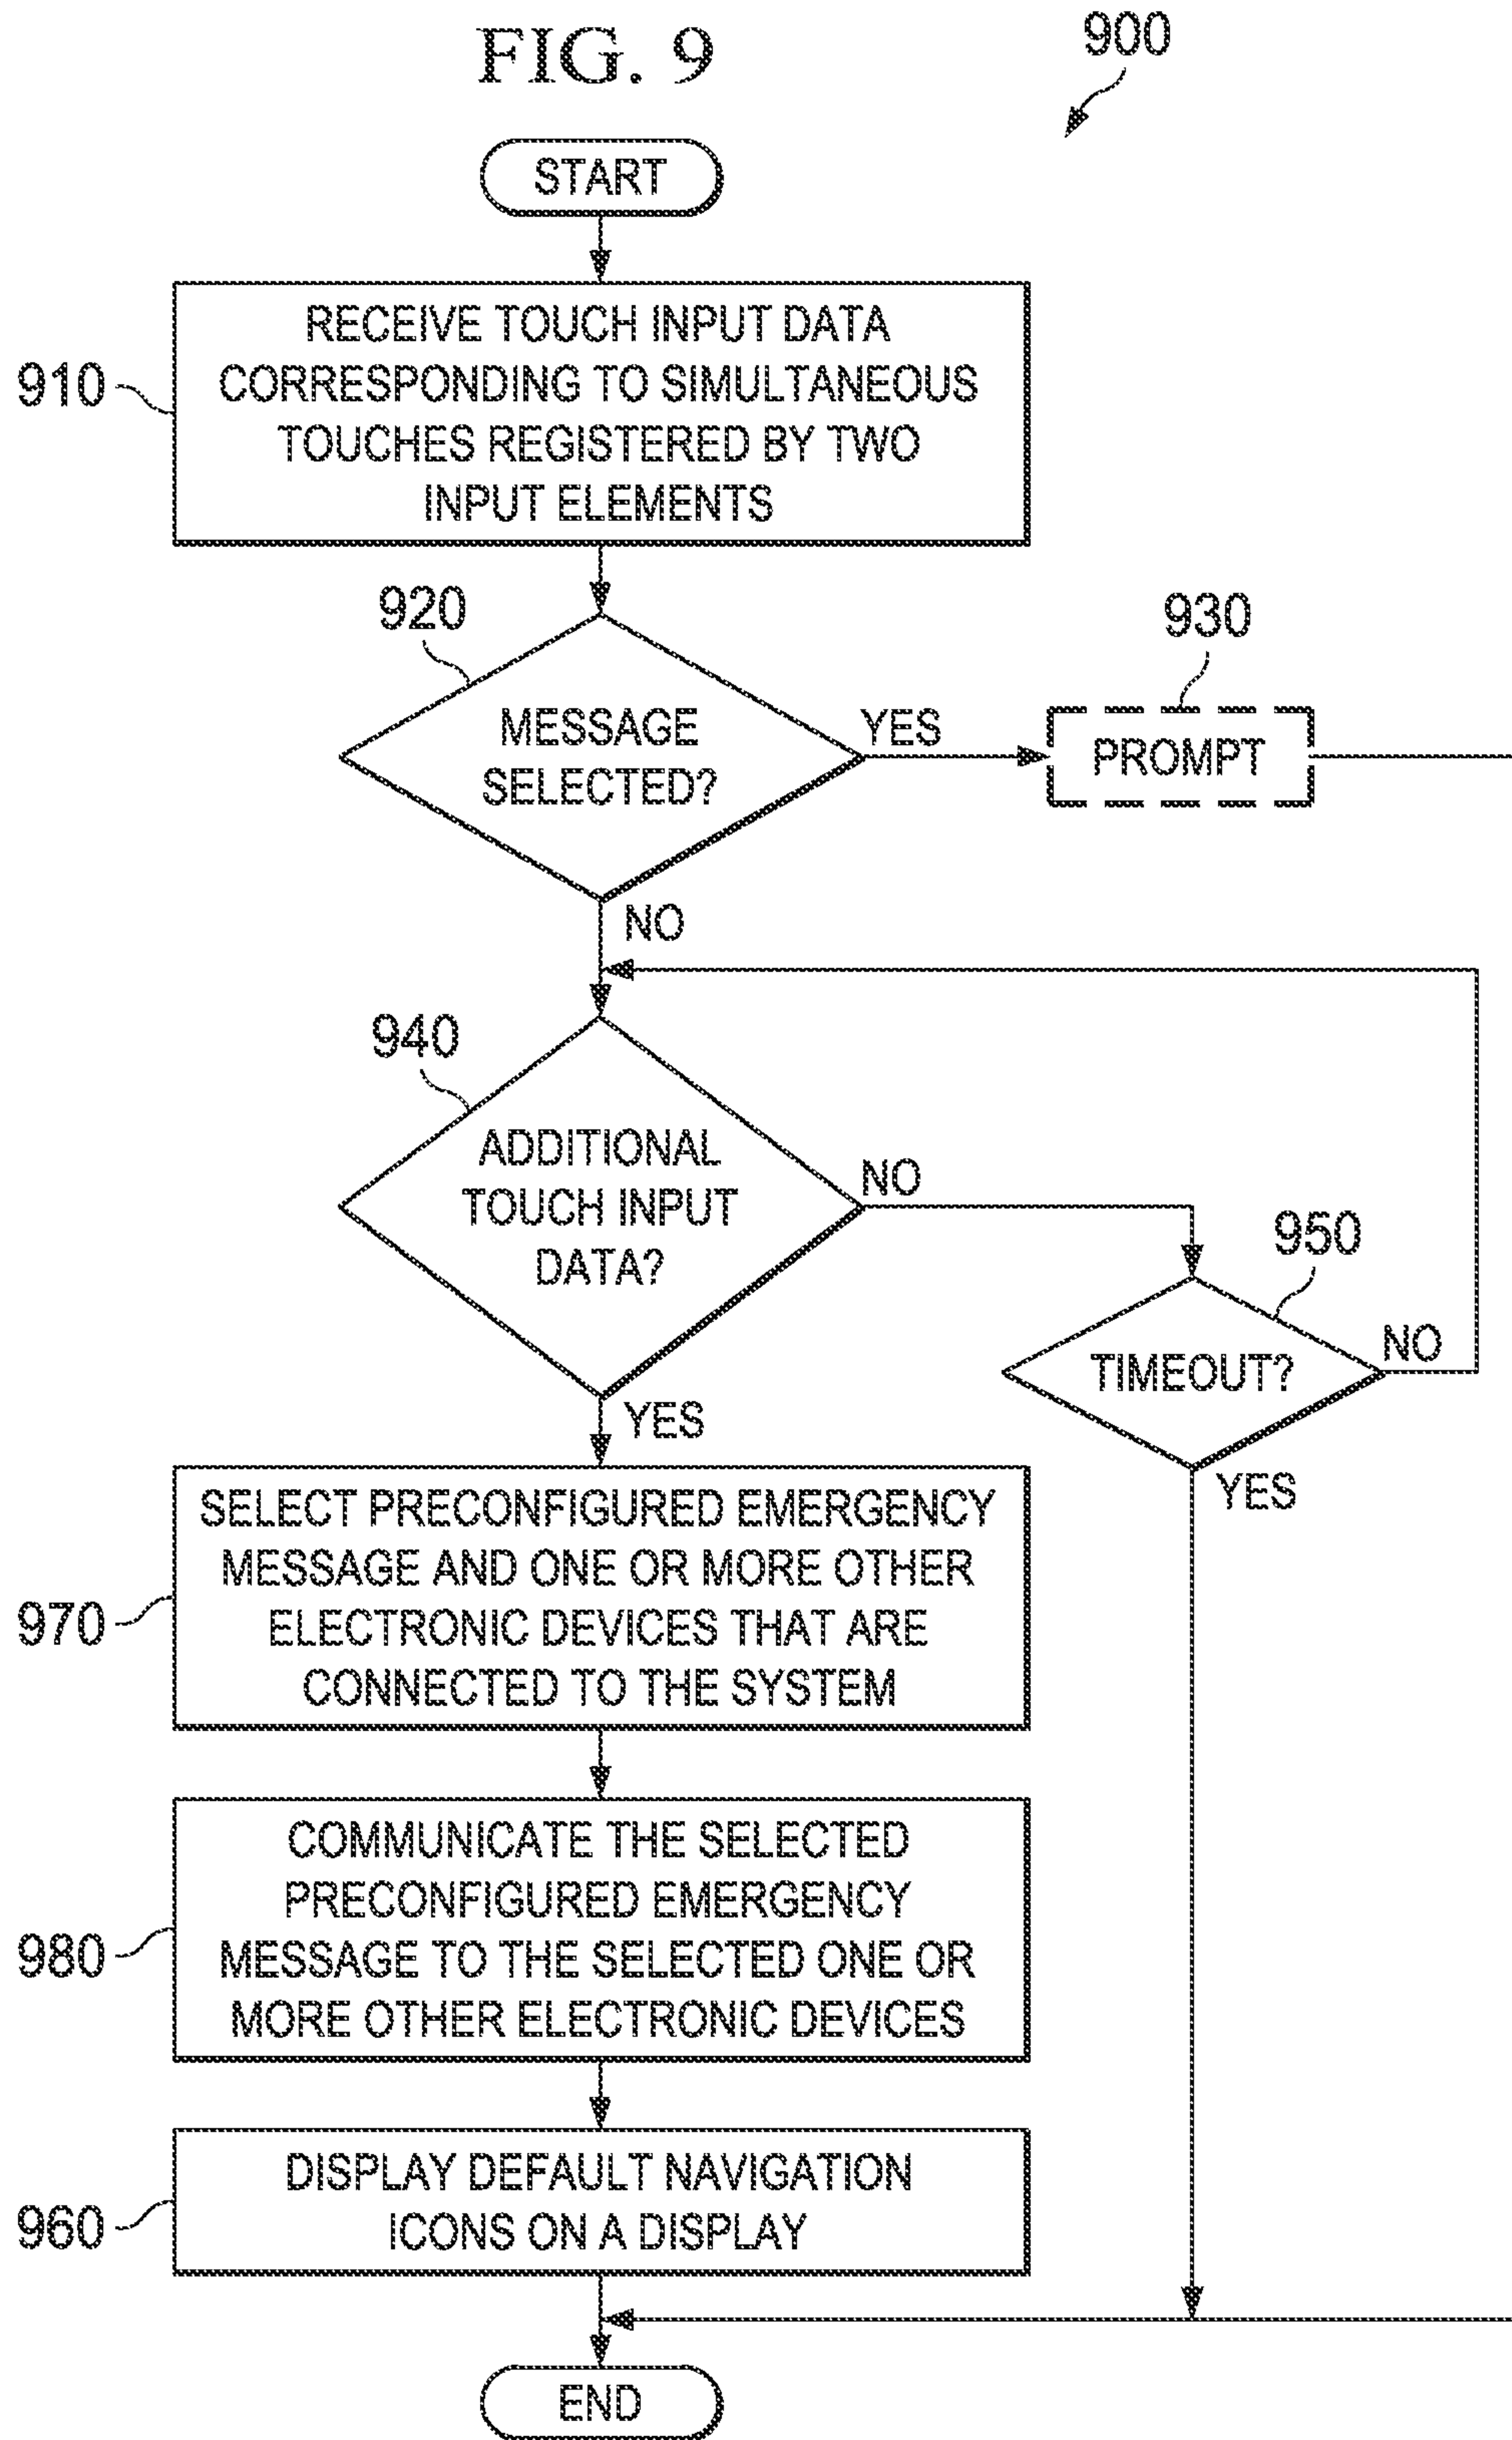 FIG. 9
900
START
910
RECEIVE TOUCH INPUT DATA
CORRESPONDING TO SIMULTANEOUS
TOUCHES REGISTERED BY TWO
INPUT ELEMENTS
920
930
MESSAGE
SELECTED?
YES
PROMPT
NO
940
ADDITIONAL
TOUCH INPUT
DATA?
NO
950
TIMEOUT?
NO
YES
YES
970
SELECT PRECONFIGURED EMERGENCY
MESSAGE AND ONE OR MORE OTHER
ELECTRONIC DEVICES THAT ARE
CONNECTED TO THE SYSTEM
980
COMMUNICATE THE SELECTED
PRECONFIGURED EMERGENCY
MESSAGE TO THE SELECTED ONE OR
MORE OTHER ELECTRONIC DEVICES
960
DISPLAY DEFAULT NAVIGATION
ICONS ON A DISPLAY
END